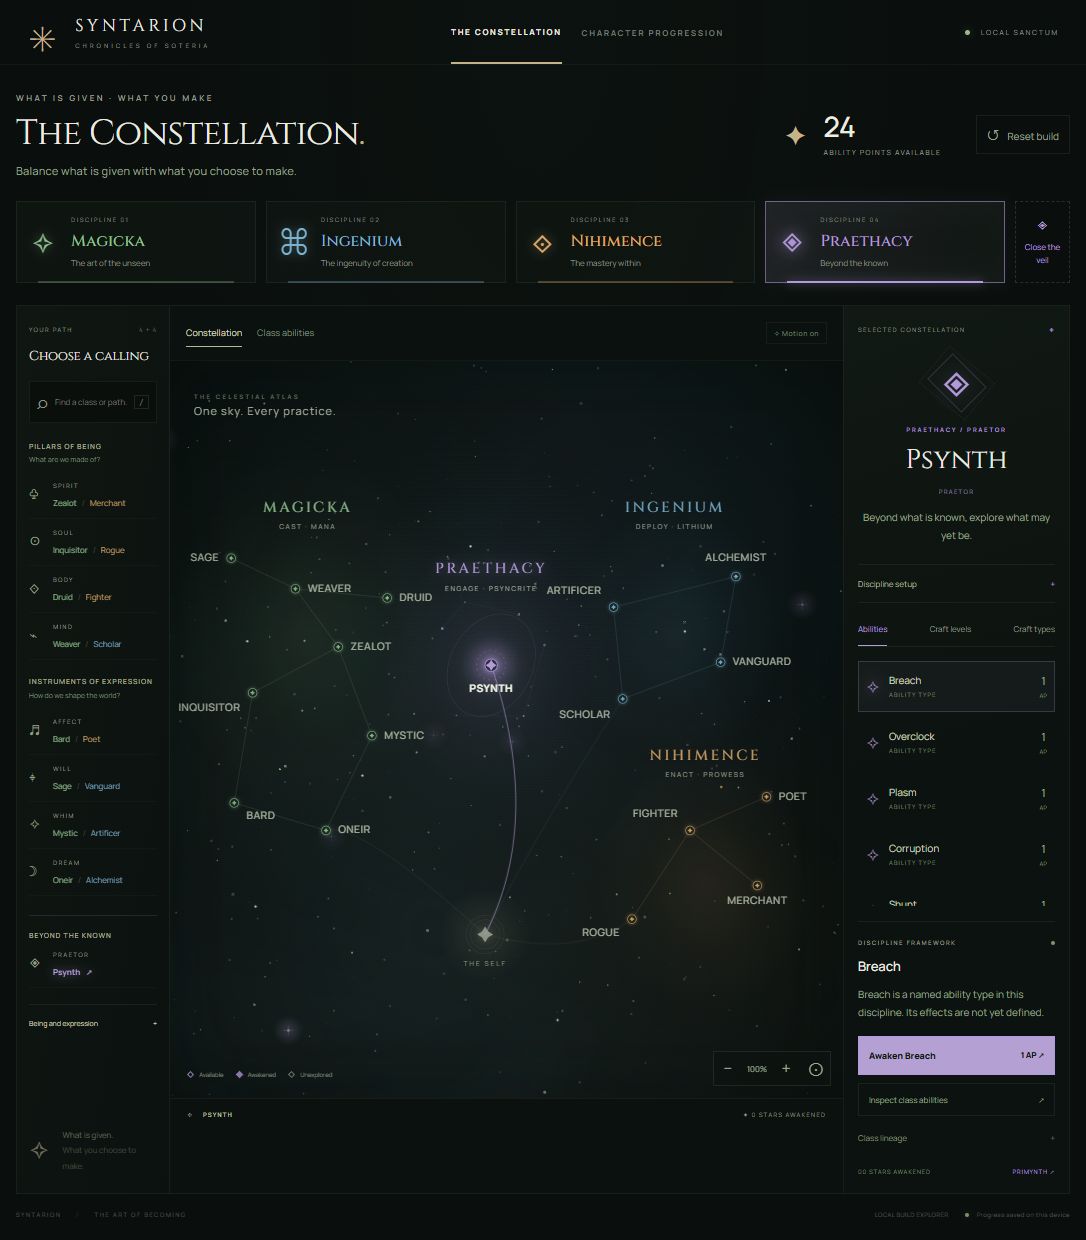 SYNTARION
CHRONICLES OF SOTERIA
THE CONSTELLATION
CHARACTER PROGRESSION
LOCAL SANCTUM
WHAT IS GIVEN · WHAT YOU MAKE
THE CONSTELLATION.
Balance what is given with what you choose to make.
24
ABILITY POINTS AVAILABLE
Reset build
DISCIPLINE 01
MAGICKA
The art of the unseen
DISCIPLINE 02
INGENIUM
The ingenuity of creation
DISCIPLINE 03
NIHIMENCE
The mastery within
DISCIPLINE 04
PRAETHACY
Beyond the known
Close the
veil
YOUR PATH
4 + 4
CHOOSE A CALLING
Find a class or path.
/
PILLARS OF BEING
What are we made of?
SPIRIT
Zealot / Merchant
SOUL
Inquisitor / Rogue
BODY
Druid / Fighter
MIND
Weaver / Scholar
INSTRUMENTS OF EXPRESSION
How do we shape the world?
AFFECT
Bard / Poet
WILL
Sage / Vanguard
WHIM
Mystic / Artificer
DREAM
Oneir / Alchemist
BEYOND THE KNOWN
PRAETOR
Psynth ↗
Being and expression +
What is given.
What you choose to
make.
Constellation
Class abilities
Motion on
THE CELESTIAL ATLAS
One sky. Every practice.
MAGICKA
CAST · MANA
INGENIUM
DEPLOY · LITHIUM
PRAETHACY
ENGAGE · PSYNCRITE
SAGE
WEAVER
DRUID
ARTIFICER
ALCHEMIST
ZEALOT
VANGUARD
PSYNTH
INQUISITOR
SCHOLAR
MYSTIC
NIHIMENCE
ENACT · PROWESS
POET
FIGHTER
BARD
ONEIR
MERCHANT
ROGUE
THE SELF
Available
Awakened
Unexplored
− 100% +
PSYNTH
0 STARS AWAKENED
SELECTED CONSTELLATION
PRAETHACY / PRAETOR
PSYNTH
PRAETOR
Beyond what is known, explore what may
yet be.
Discipline setup +
Abilities
Craft levels
Craft types
Breach 1
ABILITY TYPE AP
Overclock 1
ABILITY TYPE AP
Plasm 1
ABILITY TYPE AP
Corruption 1
ABILITY TYPE AP
Shunt 1
DISCIPLINE FRAMEWORK
Breach
Breach is a named ability type in this
discipline. Its effects are not yet defined.
Awaken Breach 1 AP ↗
Inspect class abilities ↗
Class lineage +
00 STARS AWAKENED
PRIMYNTH ↗
SYNTARION / THE ART OF BECOMING
LOCAL BUILD EXPLORER
Progress saved on this device